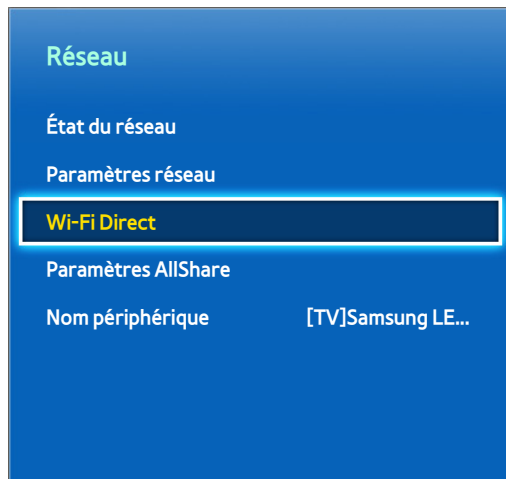 Réseau
État du réseau
Paramètres réseau
Wi-Fi Direct
Paramètres AllShare
Nom périphérique [TV]Samsung LE...